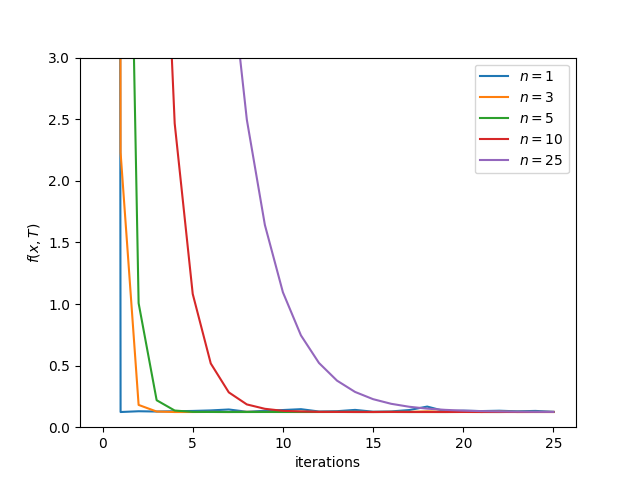 3.0
2.5
2.0
1.5
1.0
0.5
0.0
f(x, T)
0 5 10 15 20 25
iterations
n = 1
n = 3
n = 5
n = 10
n = 25